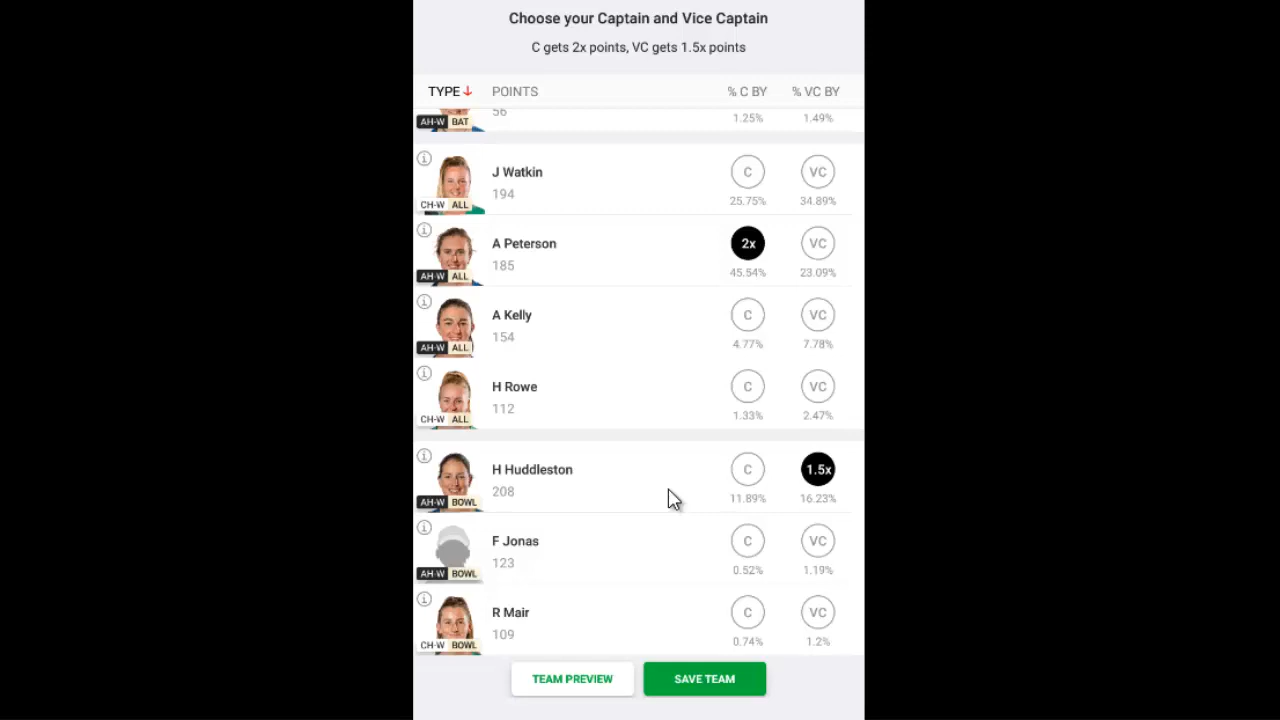 Choose your Captain and Vice Captain
C gets 2x points, VC gets 1.5x points
TYPE POINTS % C BY % VC BY
56
AH-W BAT 1.25% 1.49%
J Watkin
194
C VC
CH-W ALL 25.75% 34.89%
A Peterson
185
2x VC
AH-W ALL 45.54% 23.09%
A Kelly
154
C VC
AH-W ALL 4.77% 7.78%
H Rowe
112
C VC
CH-W ALL 1.33% 2.47%
H Huddleston
208
C 1.5x
AH-W BOWL 11.89% 16.23%
F Jonas
123
C VC
AH-W BOWL 0.52% 1.19%
R Mair
109
C VC
CH-W BOWL 0.74% 1.2%
TEAM PREVIEW SAVE TEAM